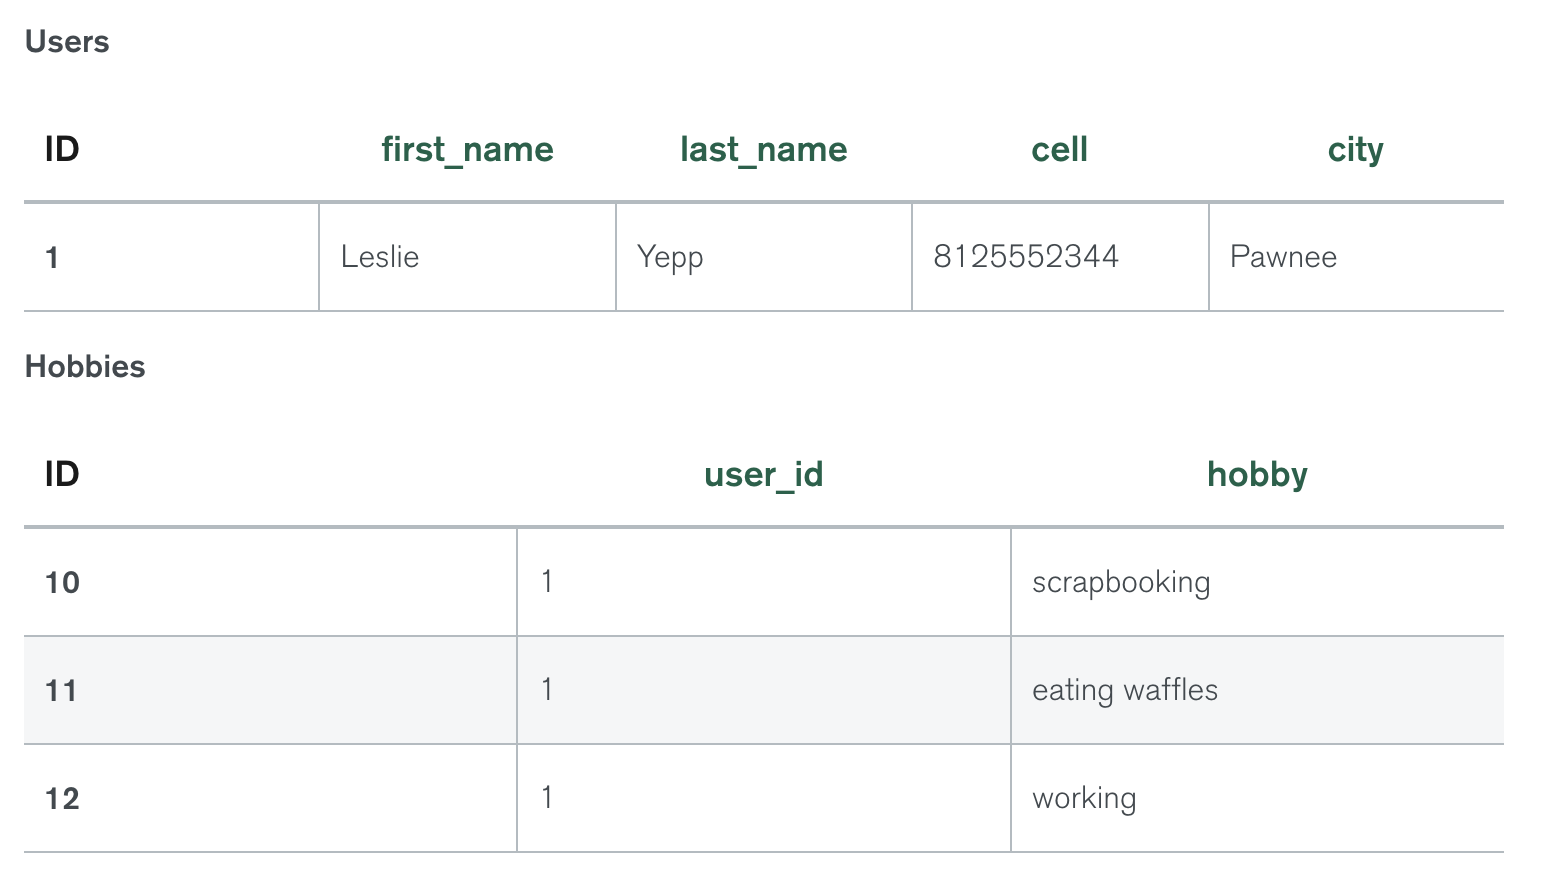 Users
ID first_name last_name cell city
1 Leslie Yepp 8125552344 Pawnee
Hobbies
ID user_id hobby
10 1 scrapbooking
11 1 eating waffles
12 1 working